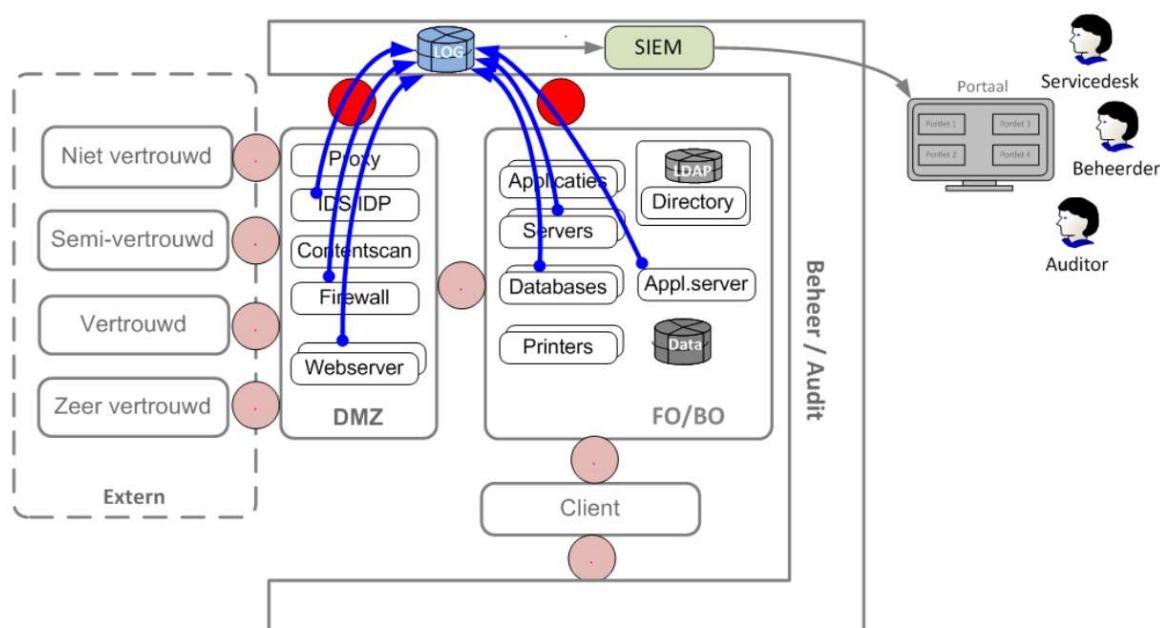 LOG
SIEM
Servicedesk
Portaal
Portlet 1
Portlet 3
Portlet 2
Portlet 4
Beheerder
Auditor
Niet vertrouwd
Semi-vertrouwd
Vertrouwd
Zeer vertrouwd
Extern
Proxy
IDS/IDP
Contentscan
Firewall
Webserver
DMZ
Applicaties
Servers
Databases
Printers
LDAP
Directory
Appl.server
Data
FO/BO
Client
Beheer / Audit